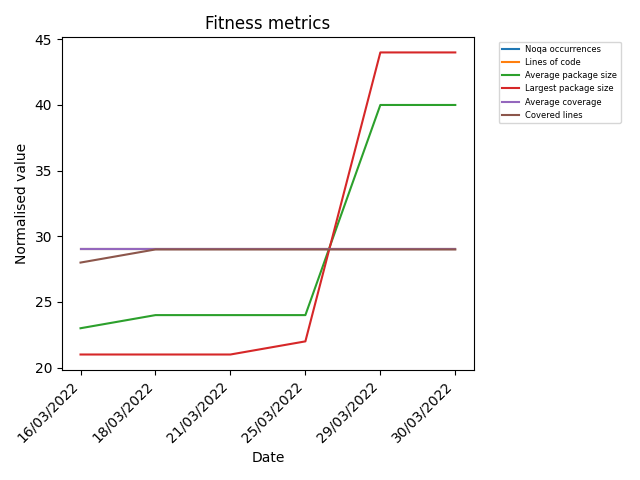 Fitness metrics
Noqa occurrences
Lines of code
Average package size
Largest package size
Average coverage
Covered lines
Normalised value
45
40
35
30
25
20
16/03/2022
18/03/2022
21/03/2022
25/03/2022
29/03/2022
30/03/2022
Date